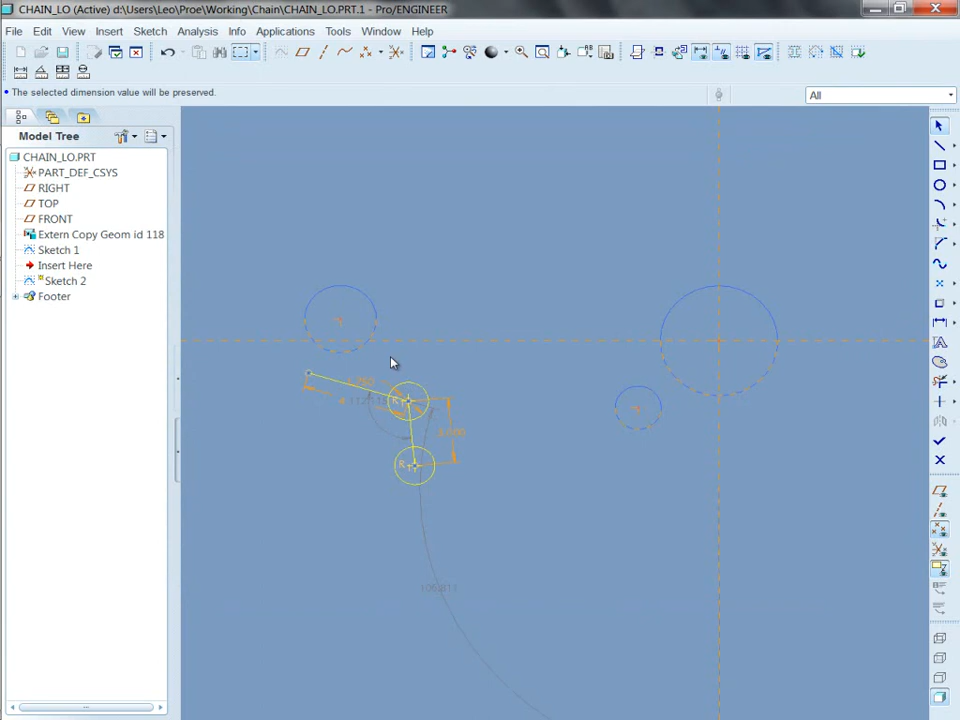 CHAIN_LO (Active) d:\Users\Leo\Proe\Working\Chain\CHAIN_LO.PRT.1 - Pro/ENGINEER
File Edit View Insert Sketch Analysis Info Applications Tools Window Help
The selected dimension value will be preserved.
All
Model Tree
CHAIN_LO.PRT
PART_DEF_CSYS
RIGHT
TOP
FRONT
Extern Copy Geom id 118
Sketch 1
Insert Here
Sketch 2
Footer
R
R